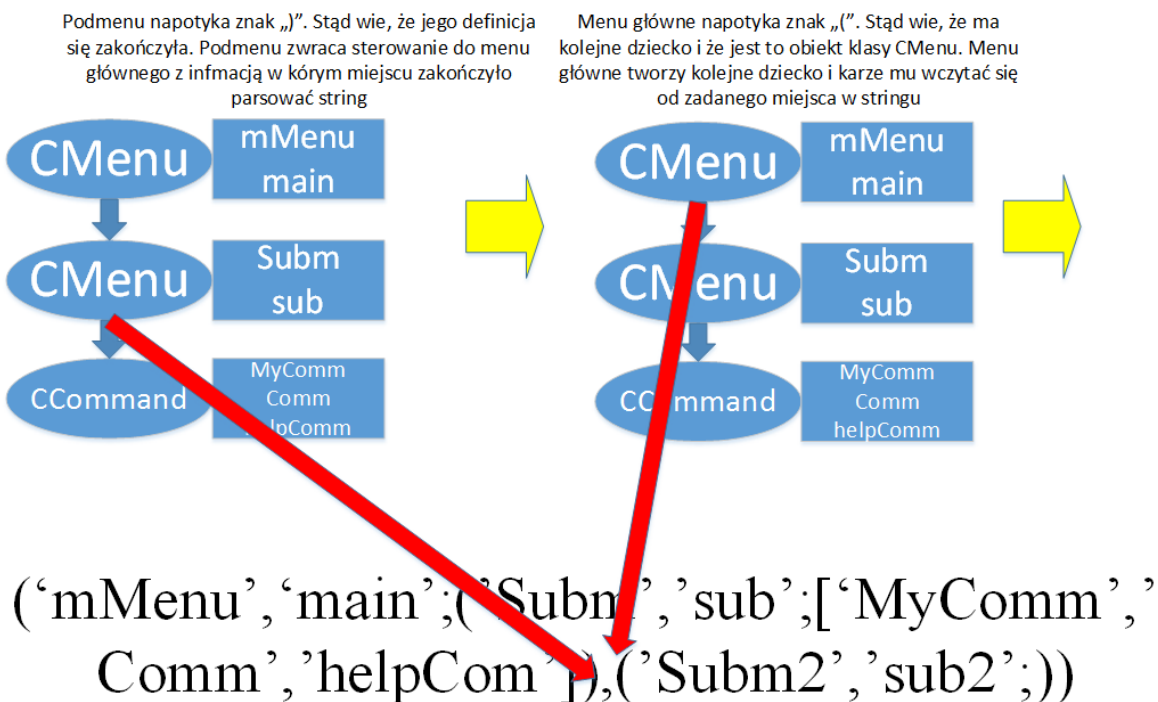 Podmenu napotyka znak „)”. Stąd wie, że jego definicja
się zakończyła. Podmenu zwraca sterowanie do menu
głównego z infmacją w kórym miejscu zakończyło
parsować string
Menu główne napotyka znak „(”. Stąd wie, że ma
kolejne dziecko i że jest to obiekt klasy CMenu. Menu
główne tworzy kolejne dziecko i karze mu wczytać się
od zadanego miejsca w stringu
CMenu
mMenu
main
CMenu
Subm
sub
CCommand
MyComm
Comm
helpComm
CMenu
mMenu
main
CMenu
Subm
sub
CCommand
MyComm
Comm
helpComm
(‘mMenu’,‘main’;(‘Subm’,’sub’;[‘MyComm’,’
Comm’,’helpCom’]),(’Subm2’,’sub2’;))